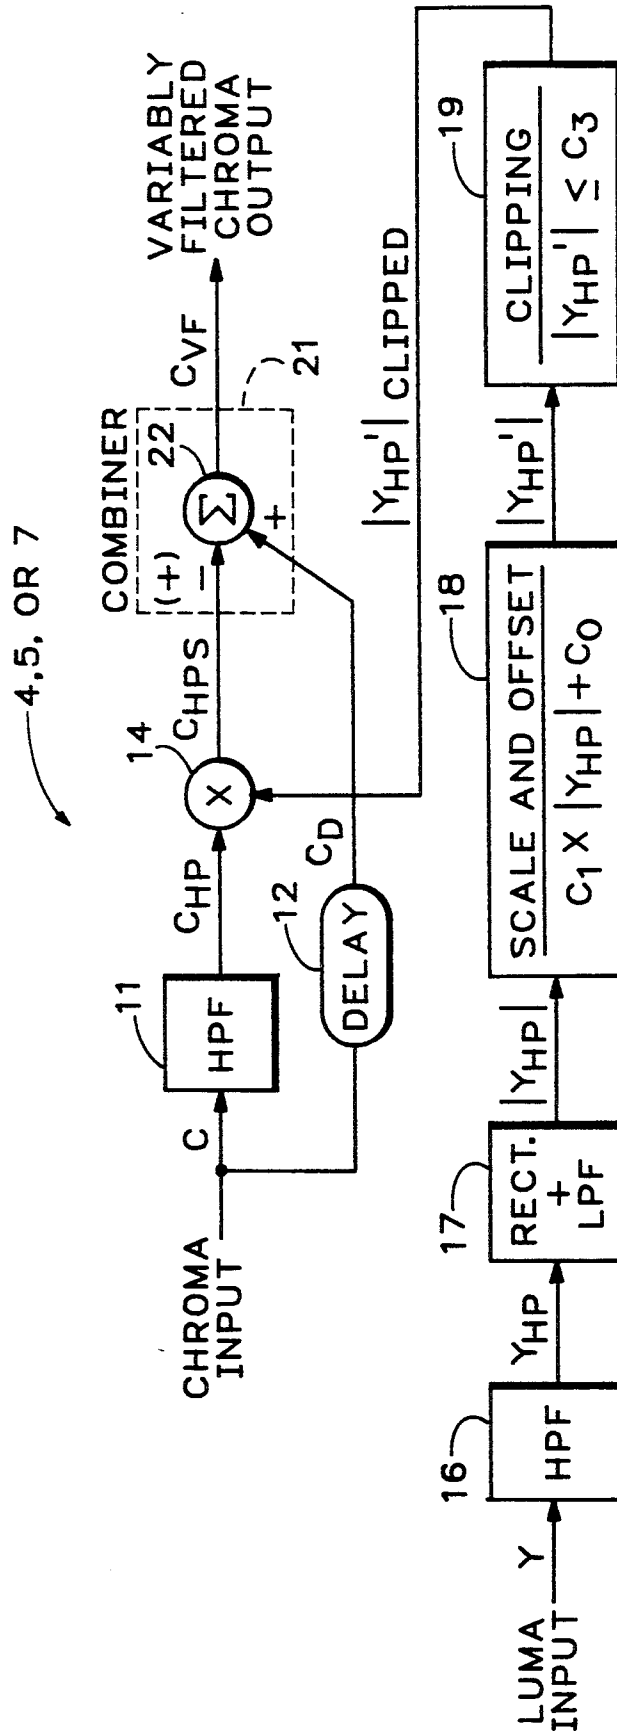 4,5, OR 7
CHROMA
INPUT
C
11
HPF
C_HP
14
X
C_HPS
COMBINER
(+)
−
22
Σ
+
21
C_VF
VARIABLY
FILTERED
CHROMA
OUTPUT
12
DELAY
C_D
|Y_HP'| CLIPPED
LUMA
INPUT
Y
16
HPF
Y_HP
17
RECT.
+
LPF
|Y_HP|
18
SCALE AND OFFSET
C_1 X |Y_HP| + C_0
|Y_HP'|
19
CLIPPING
|Y_HP'| ≤ C_3